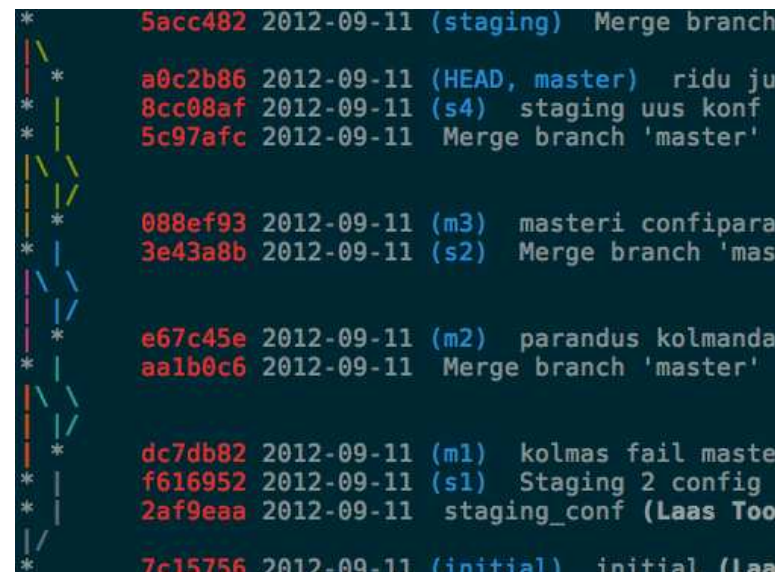 * 5acc482 2012-09-11 (staging) Merge branch
|\
| * a0c2b86 2012-09-11 (HEAD, master) ridu ju
* | 8cc08af 2012-09-11 (s4) staging uus konf
* | 5c97afc 2012-09-11 Merge branch 'master'
|\ \
| |/
| * 088ef93 2012-09-11 (m3) masteri confipara
* | 3e43a8b 2012-09-11 (s2) Merge branch 'mas
|\ \
| |/
| * e67c45e 2012-09-11 (m2) parandus kolmanda
* | aa1b0c6 2012-09-11 Merge branch 'master'
|\ \
| |/
| * dc7db82 2012-09-11 (m1) kolmas fail maste
* | f616952 2012-09-11 (s1) Staging 2 config
* | 2af9eaa 2012-09-11 staging_conf (Laas Too
|/
* 7c15756 2012-09-11 (initial) initial (Laa